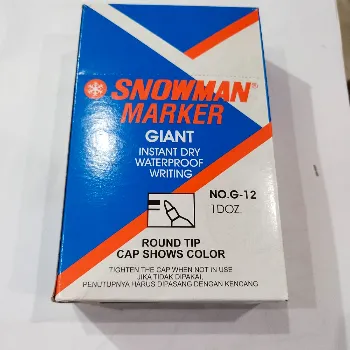 SNOWMAN®
MARKER
GIANT
INSTANT DRY
WATERPROOF
WRITING
NO.G-12
1DOZ.
ROUND TIP
CAP SHOWS COLOR
TIGHTEN THE CAP WHEN NOT IN USE
JIKA TIDAK DIPAKAI,
PENUTUPNYA HARUS DIPASANG DENGAN KENCANG